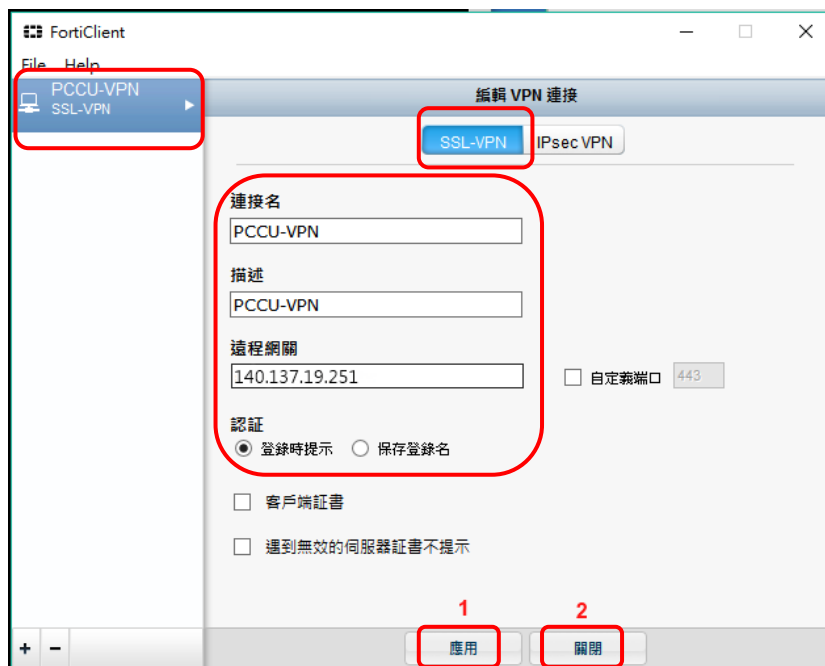 FortiClient
File Help
PCCU-VPN
SSL-VPN
編輯 VPN 連接
SSL-VPN IPsec VPN
連接名
PCCU-VPN
描述
PCCU-VPN
遠程網關
140.137.19.251 自定義端口 443
認証
登錄時提示 保存登錄名
客戶端証書
遇到無效的伺服器証書不提示
1 2
+ − 應用 關閉